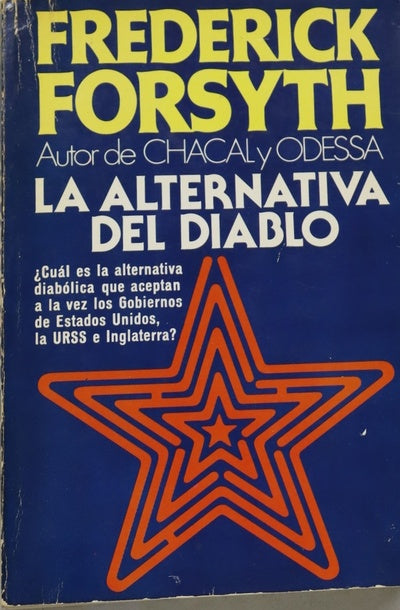 FREDERICK
FORSYTH
Autor de CHACAL y ODESSA
LA ALTERNATIVA
DEL DIABLO
¿Cuál es la alternativa
diabólica que aceptan
a la vez los Gobiernos
de Estados Unidos,
la URSS e Inglaterra?